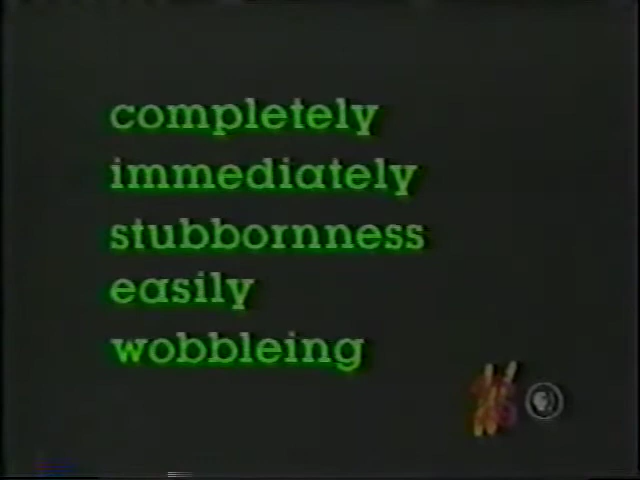 completely
immediately
stubbornness
easily
wobbleing